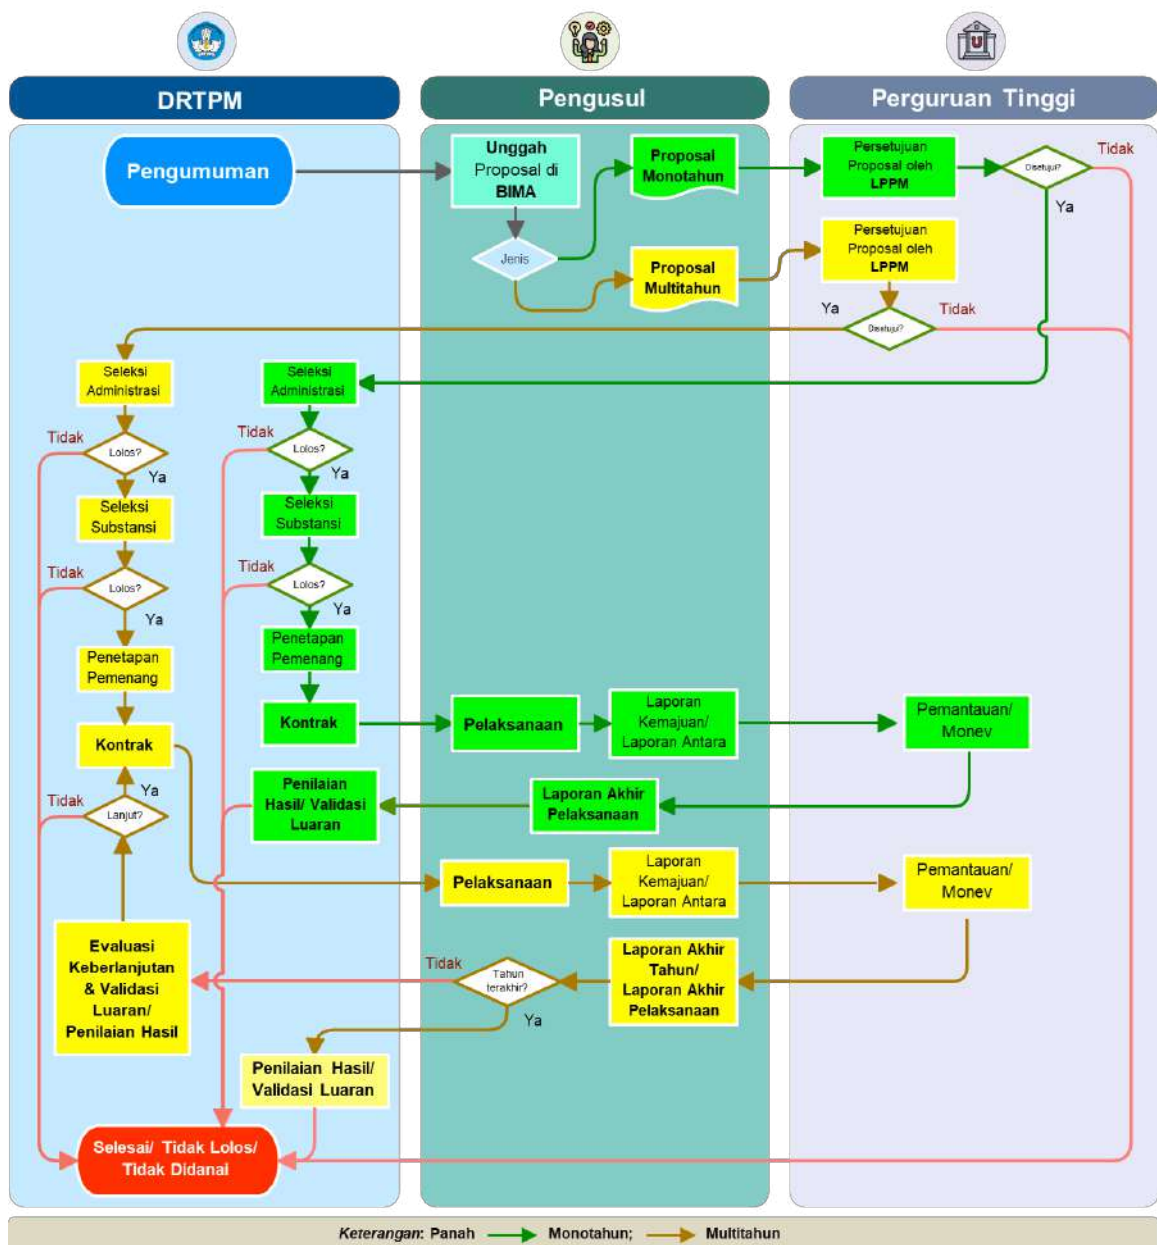 DRTPM
Pengusul
Perguruan Tinggi
Pengumuman
Unggah
Proposal di
BIMA
Proposal
Monotahun
Persetujuan
Proposal oleh
LPPM
Disetujui?
Tidak
Ya
Jenis
Proposal
Multitahun
Persetujuan
Proposal oleh
LPPM
Ya
Tidak
Disetujui?
Seleksi
Administrasi
Seleksi
Administrasi
Tidak
Lolos?
Ya
Tidak
Lolos?
Ya
Seleksi
Substansi
Seleksi
Substansi
Tidak
Lolos?
Ya
Tidak
Lolos?
Ya
Penetapan
Pemenang
Penetapan
Pemenang
Kontrak
Kontrak
Pelaksanaan
Laporan
Kemajuan/
Laporan Antara
Pemantauan/
Monev
Ya
Tidak
Lanjut?
Penilaian
Hasil/ Validasi
Luaran
Laporan Akhir
Pelaksanaan
Pelaksanaan
Laporan
Kemajuan/
Laporan Antara
Pemantauan/
Monev
Evaluasi
Keberlanjutan
& Validasi
Luaran/
Penilaian Hasil
Tidak
Tahun
terakhir?
Ya
Laporan Akhir
Tahun/
Laporan Akhir
Pelaksanaan
Penilaian Hasil/
Validasi Luaran
Selesai/ Tidak Lolos/
Tidak Didanai
Keterangan: Panah Monotahun; Multitahun